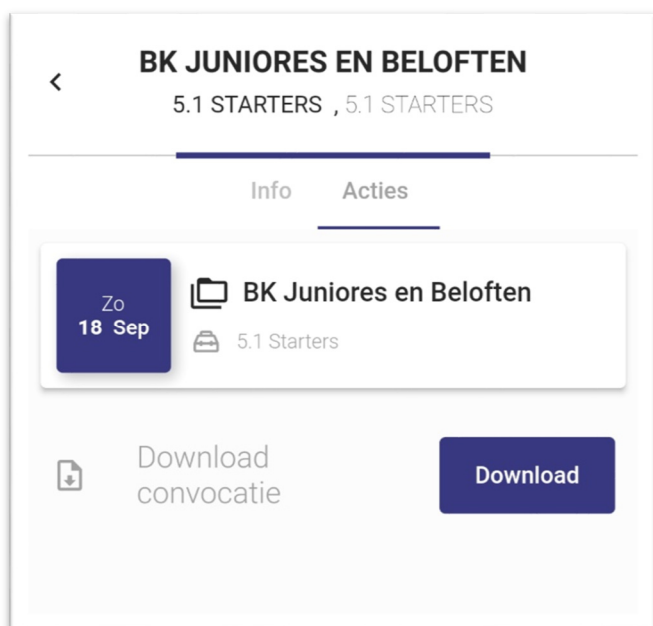 BK JUNIORES EN BELOFTEN
5.1 STARTERS , 5.1 STARTERS
Info Acties
Zo
18 Sep
BK Juniores en Beloften
5.1 Starters
Download
convocatie
Download